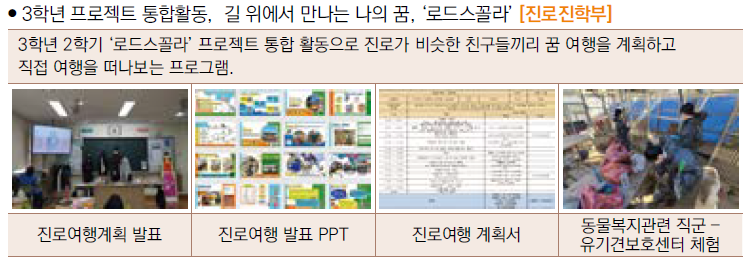 • 3학년 프로젝트 통합활동, 길 위에서 만나는 나의 꿈, ‘로드스꼴라’ [진로진학부]
3학년 2학기 ‘로드스꼴라’ 프로젝트 통합 활동으로 진로가 비슷한 친구들끼리 꿈 여행을 계획하고
직접 여행을 떠나보는 프로그램.
진로여행계획 발표
진로여행 발표 PPT
진로여행 계획서
동물복지관련 직군 –
유기견보호센터 체험